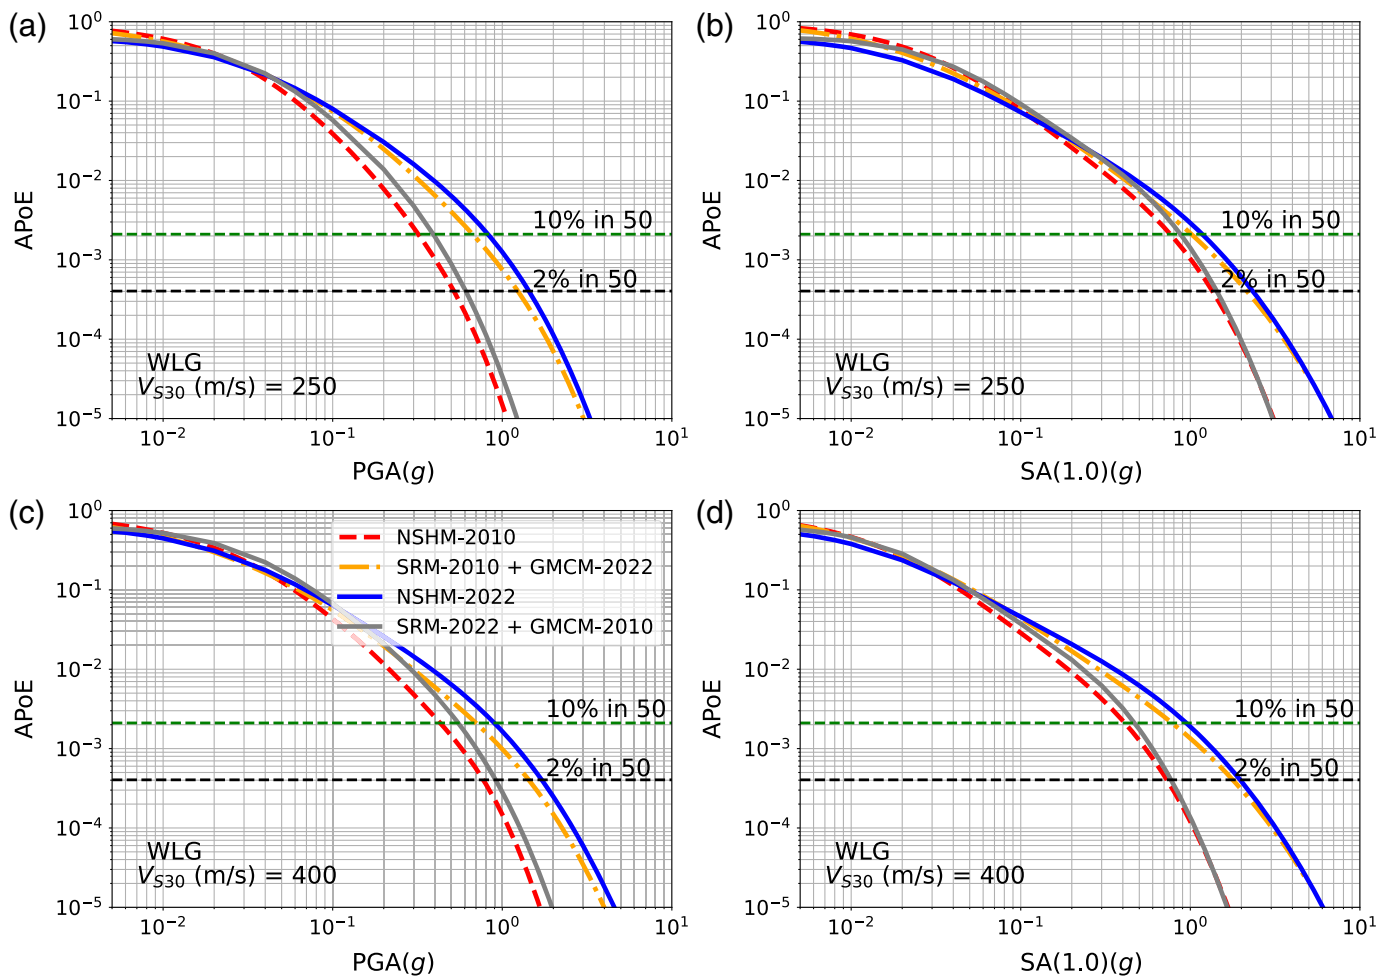 (a)
10⁰
10⁻¹
10⁻²
10⁻³
10⁻⁴
10⁻⁵
APoE
10% in 50
2% in 50
WLG
V_S30 (m/s) = 250
10⁻² 10⁻¹ 10⁰ 10¹
PGA(g)
(b)
10⁰
10⁻¹
10⁻²
10⁻³
10⁻⁴
10⁻⁵
APoE
10% in 50
2% in 50
WLG
V_S30 (m/s) = 250
10⁻² 10⁻¹ 10⁰ 10¹
SA(1.0)(g)
(c)
10⁰
10⁻¹
10⁻²
10⁻³
10⁻⁴
10⁻⁵
APoE
NSHM-2010
SRM-2010 + GMCM-2022
NSHM-2022
SRM-2022 + GMCM-2010
10% in 50
2% in 50
WLG
V_S30 (m/s) = 400
10⁻² 10⁻¹ 10⁰ 10¹
PGA(g)
(d)
10⁰
10⁻¹
10⁻²
10⁻³
10⁻⁴
10⁻⁵
APoE
10% in 50
2% in 50
WLG
V_S30 (m/s) = 400
10⁻² 10⁻¹ 10⁰ 10¹
SA(1.0)(g)